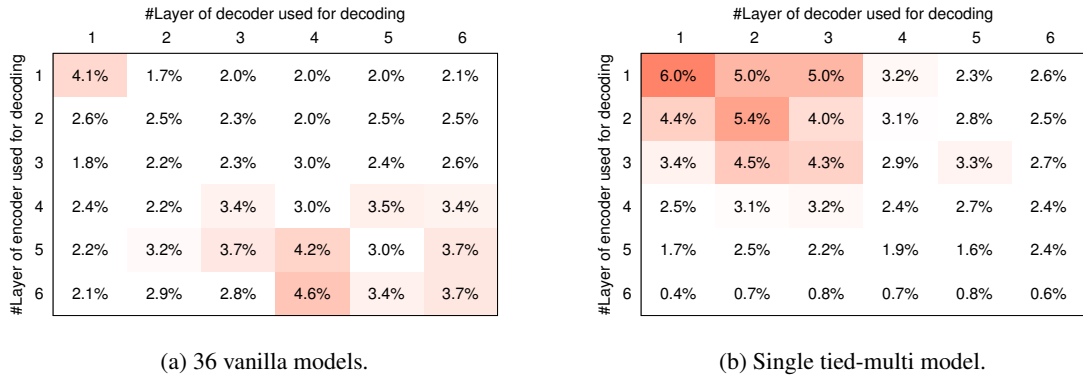 #Layer of decoder used for decoding
1 2 3 4 5 6
#Layer of encoder used for decoding
1 4.1% 1.7% 2.0% 2.0% 2.0% 2.1%
2 2.6% 2.5% 2.3% 2.0% 2.5% 2.5%
3 1.8% 2.2% 2.3% 3.0% 2.4% 2.6%
4 2.4% 2.2% 3.4% 3.0% 3.5% 3.4%
5 2.2% 3.2% 3.7% 4.2% 3.0% 3.7%
6 2.1% 2.9% 2.8% 4.6% 3.4% 3.7%
(a) 36 vanilla models.
#Layer of decoder used for decoding
1 2 3 4 5 6
#Layer of encoder used for decoding
1 6.0% 5.0% 5.0% 3.2% 2.3% 2.6%
2 4.4% 5.4% 4.0% 3.1% 2.8% 2.5%
3 3.4% 4.5% 4.3% 2.9% 3.3% 2.7%
4 2.5% 3.1% 3.2% 2.4% 2.7% 2.4%
5 1.7% 2.5% 2.2% 1.9% 1.6% 2.4%
6 0.4% 0.7% 0.8% 0.7% 0.8% 0.6%
(b) Single tied-multi model.